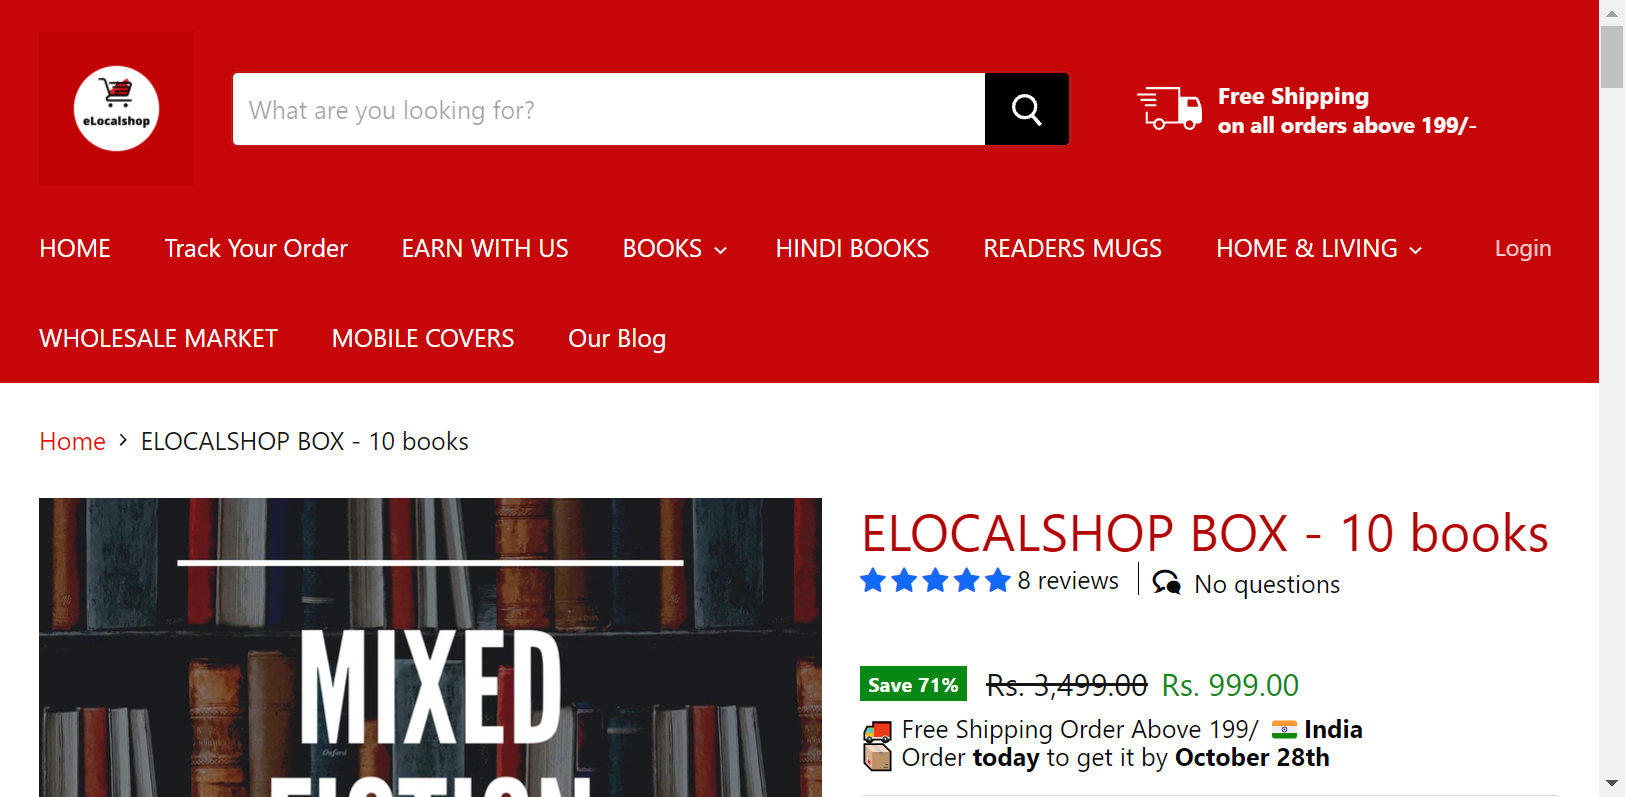 eLocalshop
What are you looking for?
Free Shipping
on all orders above 199/-
HOME
Track Your Order
EARN WITH US
BOOKS
HINDI BOOKS
READERS MUGS
HOME & LIVING
Login
WHOLESALE MARKET
MOBILE COVERS
Our Blog
Home > ELOCALSHOP BOX - 10 books
MIXED
FICTION
Oxford
ELOCALSHOP BOX - 10 books
8 reviews
No questions
Save 71% Rs. 3,499.00 Rs. 999.00
Free Shipping Order Above 199/ India
Order today to get it by October 28th